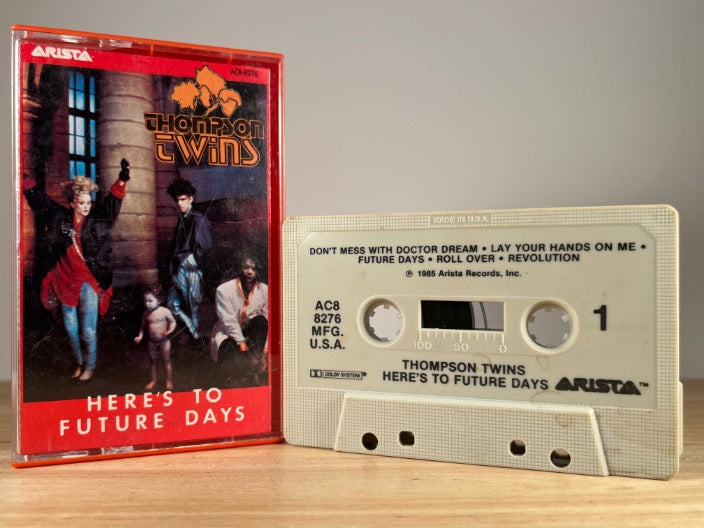 ARISTA
AC8-8276
THOMPSON
TWINS
HERE'S TO
FUTURE DAYS
MADE IN U.S.A.
DON'T MESS WITH DOCTOR DREAM • LAY YOUR HANDS ON ME •
FUTURE DAYS • ROLL OVER • REVOLUTION
℗ 1985 Arista Records, Inc.
AC8
8276
MFG.
U.S.A.
1
100 50 0
DOLBY SYSTEM®
THOMPSON TWINS
HERE'S TO FUTURE DAYS ARISTA™